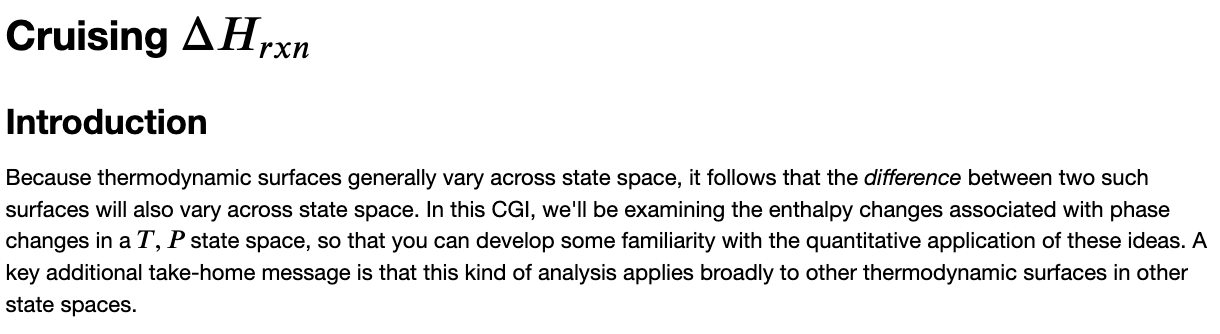 Cruising ΔH_rxn
Introduction
Because thermodynamic surfaces generally vary across state space, it follows that the difference between two such
surfaces will also vary across state space. In this CGI, we'll be examining the enthalpy changes associated with phase
changes in a T, P state space, so that you can develop some familiarity with the quantitative application of these ideas. A
key additional take-home message is that this kind of analysis applies broadly to other thermodynamic surfaces in other
state spaces.